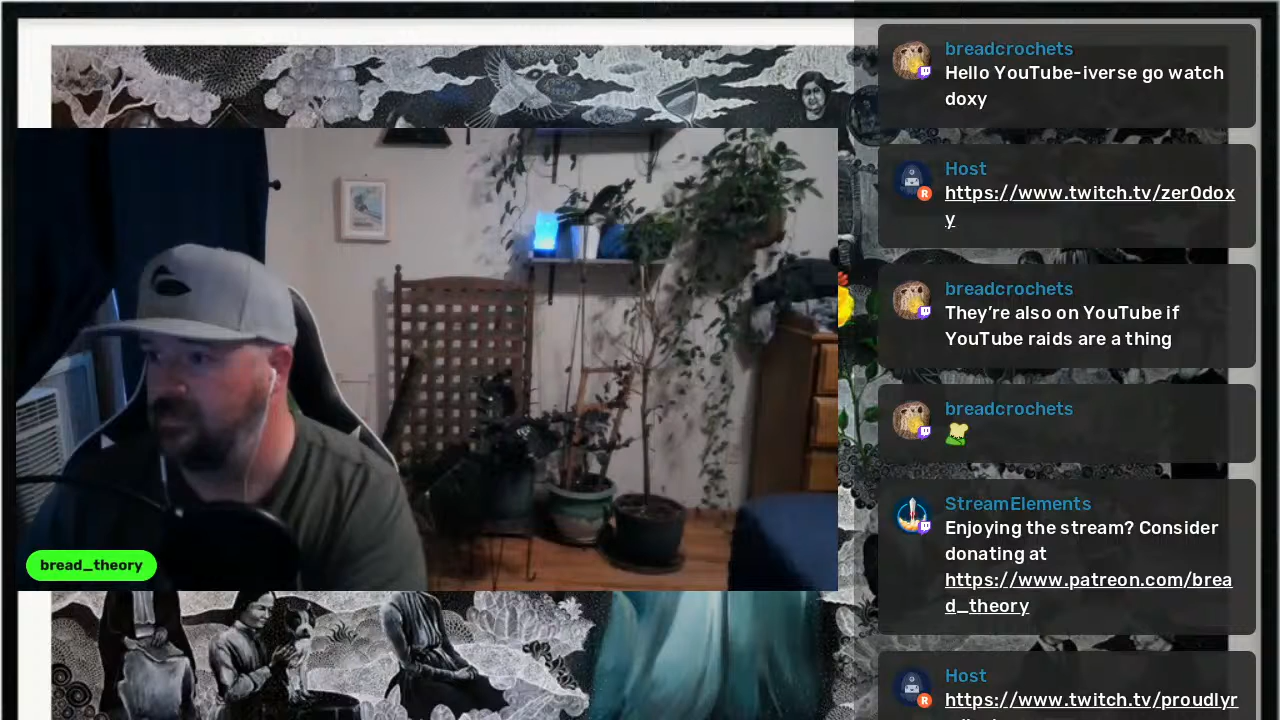 breadcrochets
Hello YouTube-iverse go watch
doxy
Host
https://www.twitch.tv/zer0dox
y
breadcrochets
They're also on YouTube if
YouTube raids are a thing
breadcrochets
StreamElements
Enjoying the stream? Consider
donating at
https://www.patreon.com/brea
d_theory
Host
https://www.twitch.tv/proudlyr
bread_theory